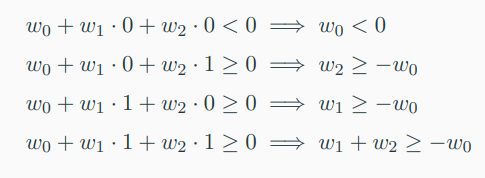 w₀ + w₁ · 0 + w₂ · 0 < 0 ⟹ w₀ < 0
w₀ + w₁ · 0 + w₂ · 1 ≥ 0 ⟹ w₂ ≥ −w₀
w₀ + w₁ · 1 + w₂ · 0 ≥ 0 ⟹ w₁ ≥ −w₀
w₀ + w₁ · 1 + w₂ · 1 ≥ 0 ⟹ w₁ + w₂ ≥ −w₀